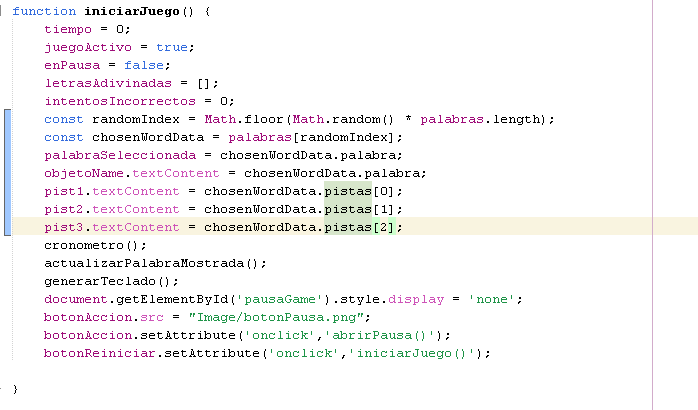 function iniciarJuego() {
tiempo = 0;
juegoActivo = true;
enPausa = false;
letrasAdivinadas = [];
intentosIncorrectos = 0;
const randomIndex = Math.floor(Math.random() * palabras.length);
const chosenWordData = palabras[randomIndex];
palabraSeleccionada = chosenWordData.palabra;
objetoName.textContent = chosenWordData.palabra;
pist1.textContent = chosenWordData.pistas[0];
pist2.textContent = chosenWordData.pistas[1];
pist3.textContent = chosenWordData.pistas[2];
cronometro();
actualizarPalabraMostrada();
generarTeclado();
document.getElementById('pausaGame').style.display = 'none';
botonAccion.src = "Image/botonPausa.png";
botonAccion.setAttribute('onclick','abrirPausa()');
botonReiniciar.setAttribute('onclick','iniciarJuego()');
}